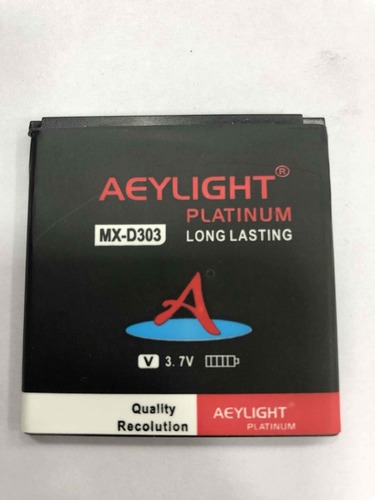 AEYLIGHT®
PLATINUM
MX-D303 LONG LASTING
A
V 3.7V
Quality
Recolution
AEYLIGHT
PLATINUM